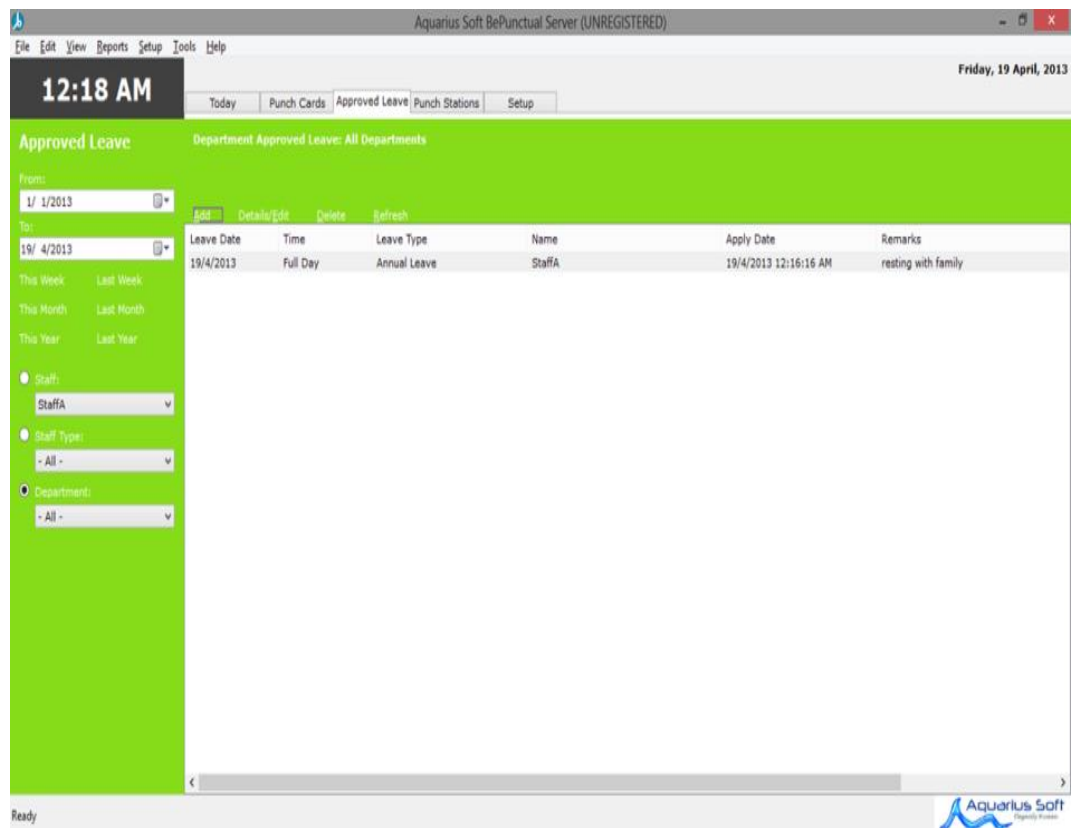 Aquarius Soft BePunctual Server (UNREGISTERED)
File Edit View Reports Setup Tools Help
12:18 AM
Friday, 19 April, 2013
Today Punch Cards Approved Leave Punch Stations Setup
Approved Leave
Department Approved Leave: All Departments
From:
1/ 1/2013
To:
19/ 4/2013
This Week Last Week
This Month Last Month
This Year Last Year
Staff:
StaffA
Staff Type:
- All -
Department:
- All -
Add Details/Edit Delete Refresh
Leave Date Time Leave Type Name Apply Date Remarks
19/4/2013 Full Day Annual Leave StaffA 19/4/2013 12:16:16 AM resting with family
Ready
Aquarius Soft